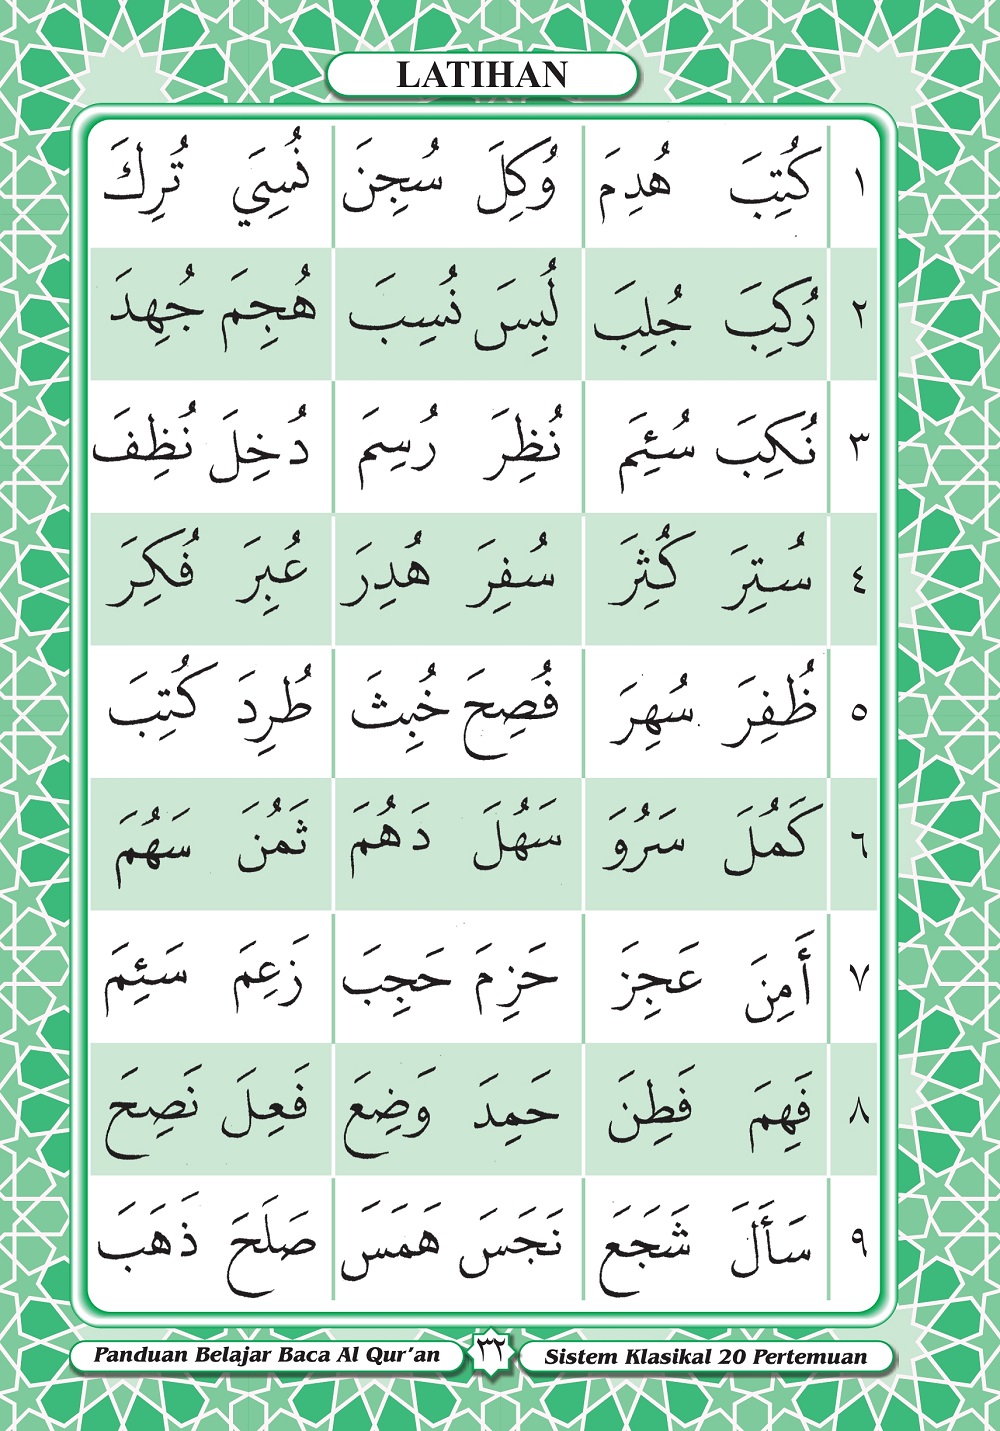 LATIHAN
١ كُتِبَ هُدِمَ وُكِلَ سُجِنَ نُسِيَ تُرِكَ
٢ رُكِبَ جُلِبَ لُبِسَ نُسِبَ هُجِمَ جُهِدَ
٣ نُكِبَ سُئِمَ نُظِرَ رُسِمَ دُخِلَ نُظِفَ
٤ سُتِرَ كُثِرَ سُفِرَ هُدِرَ عُبِرَ فُكِرَ
٥ ظُفِرَ سُهِرَ فُصِحَ خُبِثَ طُرِدَ كُتِبَ
٦ كَمُلَ سَرُوَ سَهُلَ دَهُمَ ثَمُنَ سَهُمَ
٧ أَمِنَ عَجِزَ حَزِمَ حَجِبَ زَعِمَ سَئِمَ
٨ فَهِمَ فَطِنَ حَمِدَ وَضِعَ فَعِلَ نَصِحَ
٩ سَأَلَ شَجَعَ نَجَسَ هَمَسَ صَلَحَ ذَهَبَ
Panduan Belajar Baca Al Qur'an ٣٢ Sistem Klasikal 20 Pertemuan